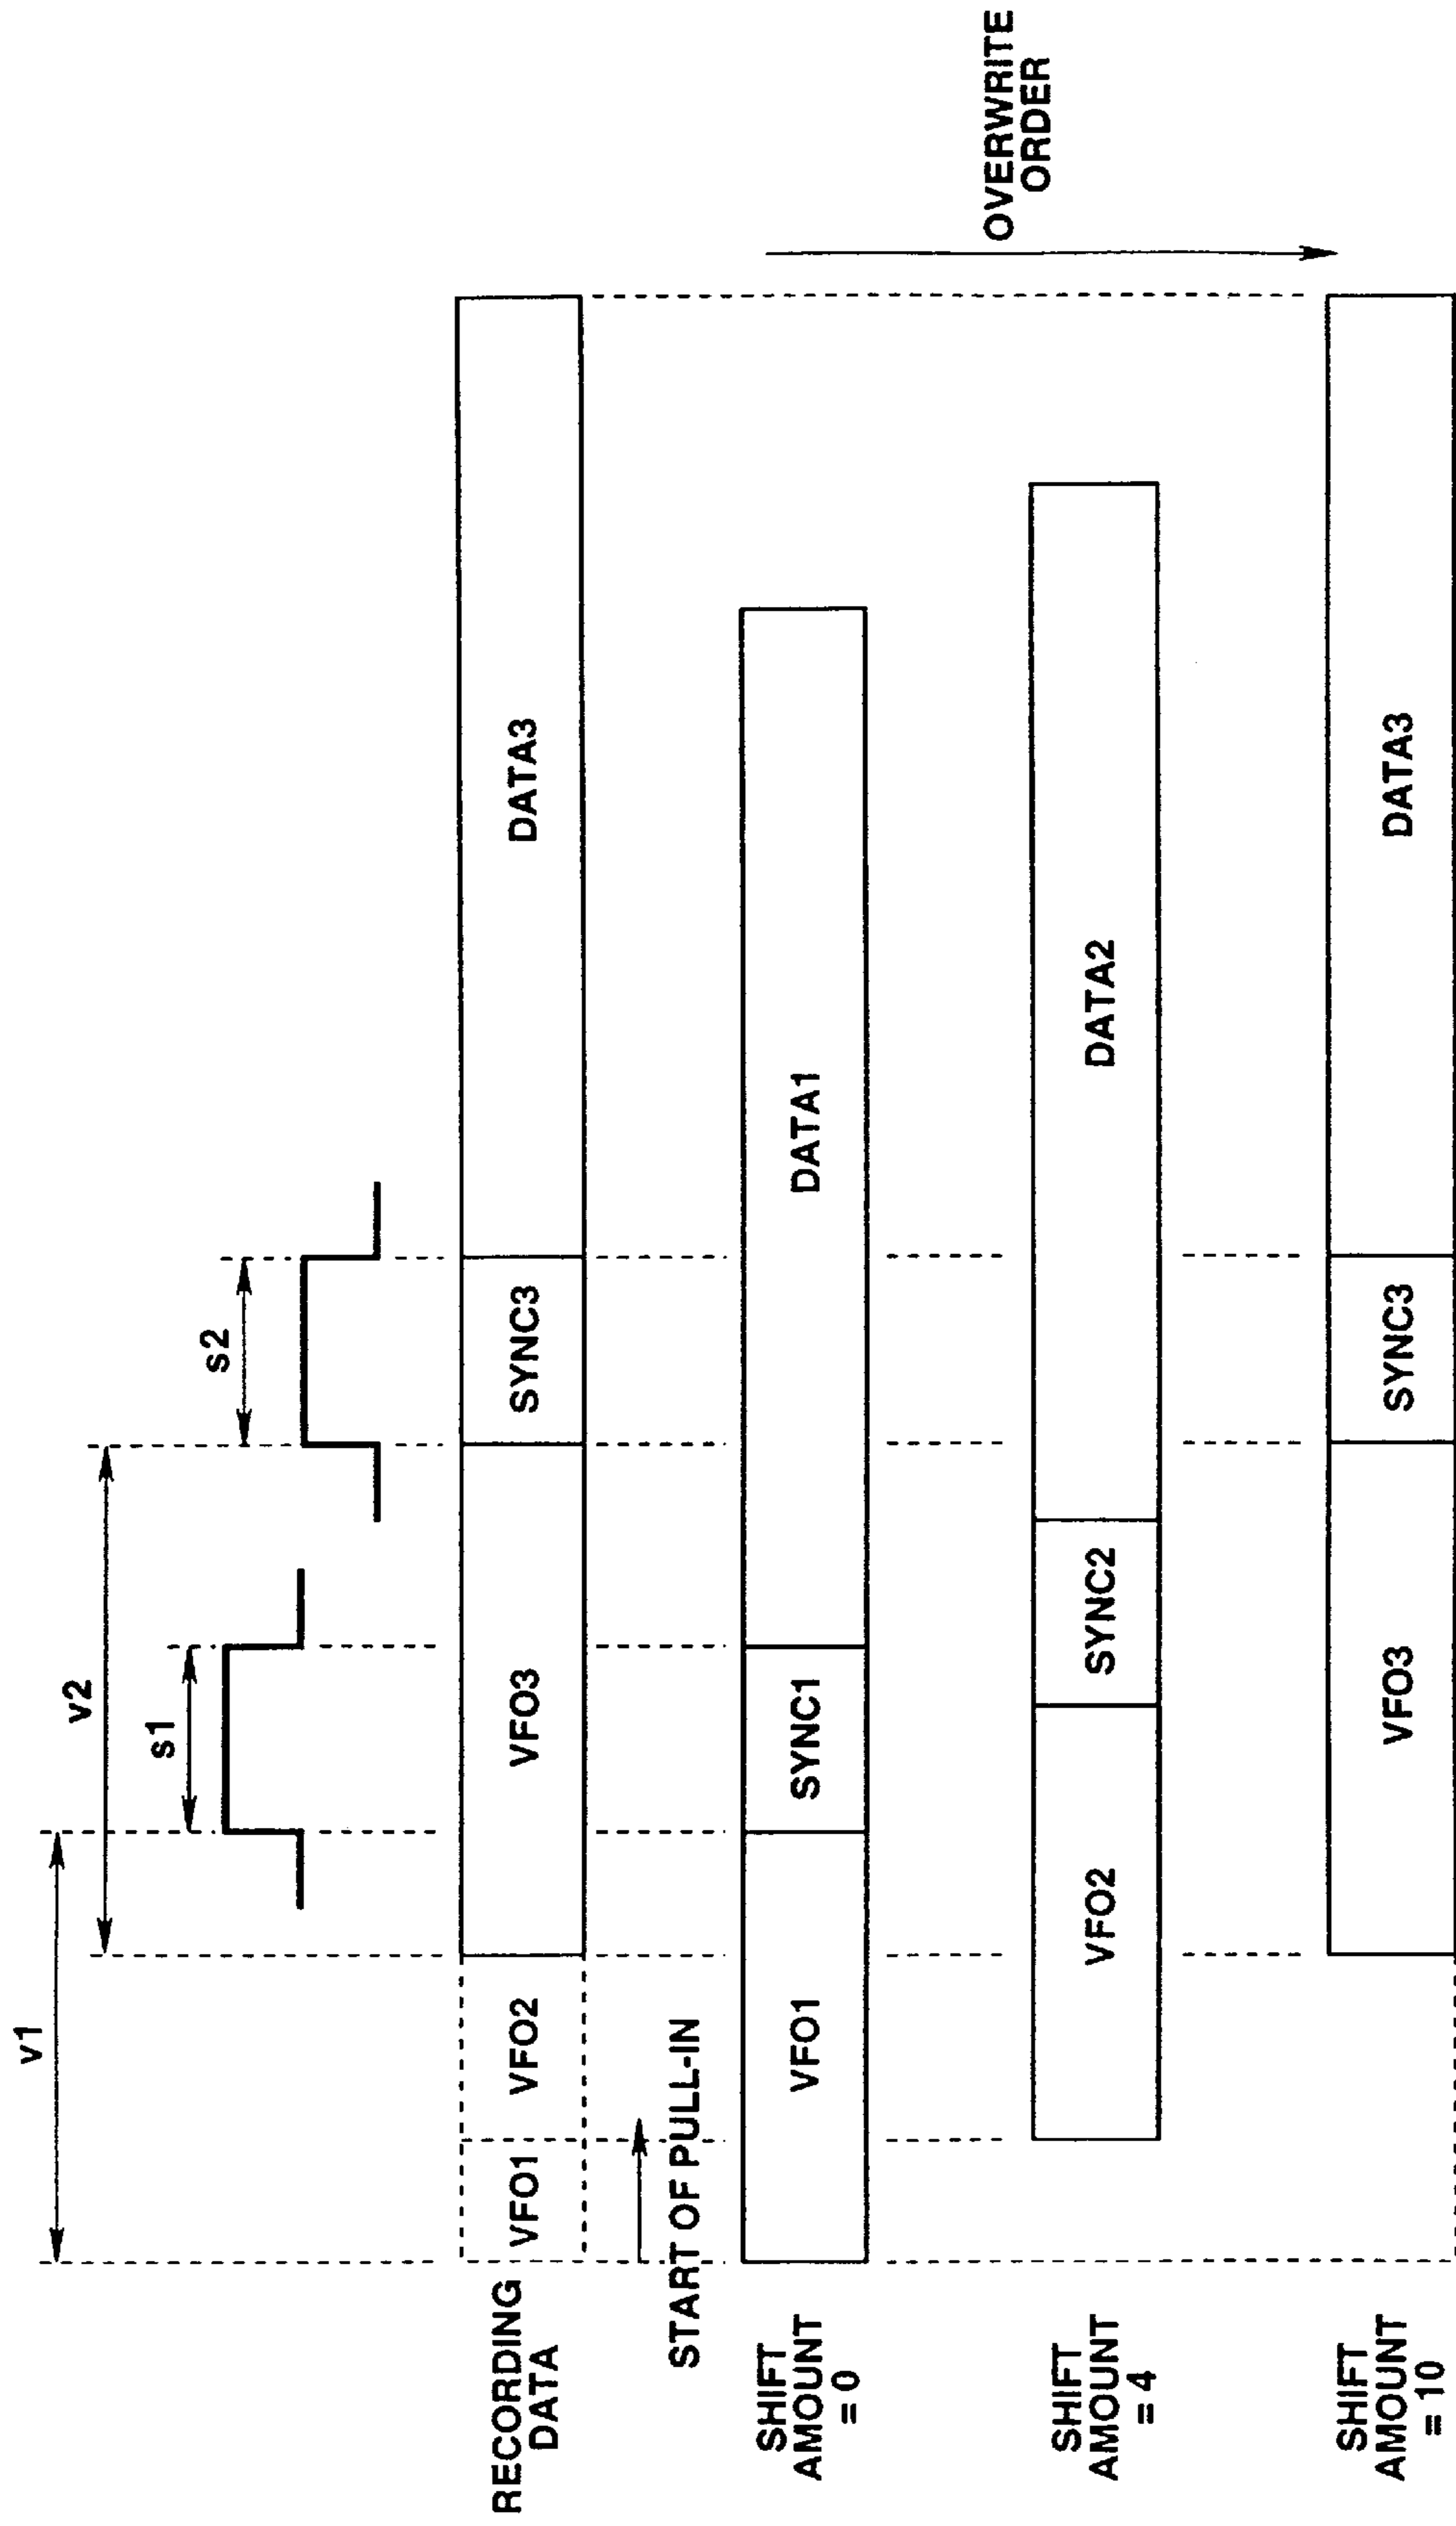 v1
v2
s1
s2
RECORDING
DATA
VFO1
VFO2
VFO3
SYNC3
DATA3
START OF PULL-IN
SHIFT
AMOUNT
= 0
VFO1
SYNC1
DATA1
OVERWRITE
ORDER
SHIFT
AMOUNT
= 4
VFO2
SYNC2
DATA2
SHIFT
AMOUNT
= 10
VFO3
SYNC3
DATA3